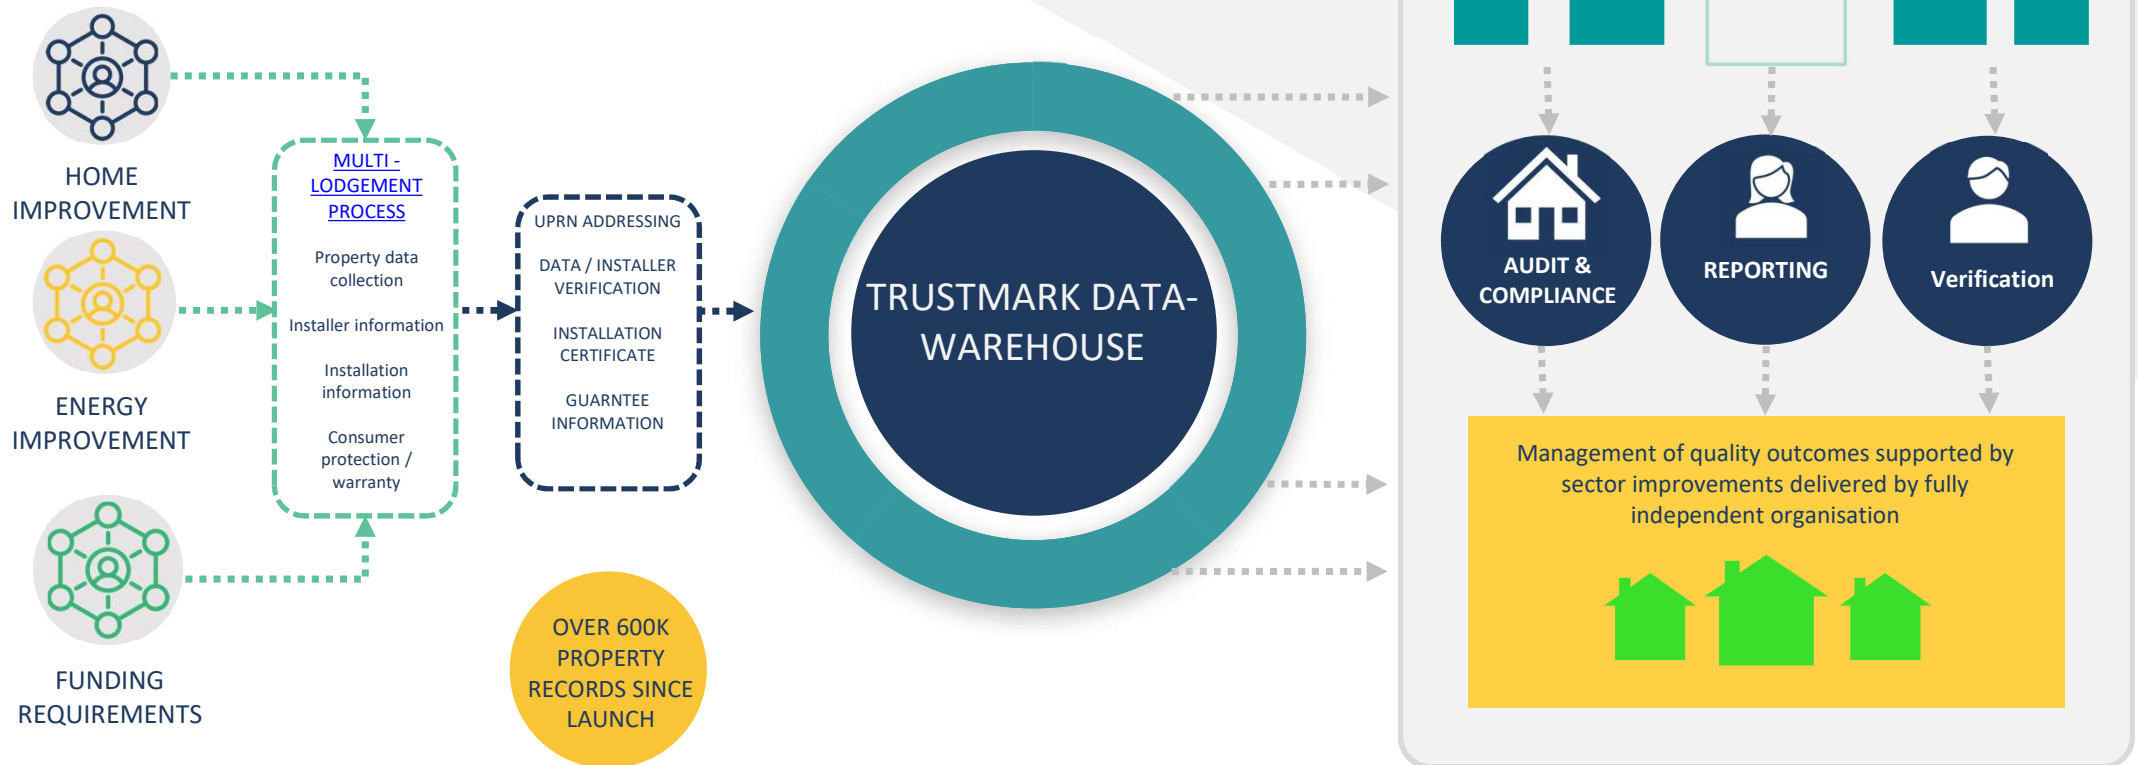 HOME
IMPROVEMENT
ENERGY
IMPROVEMENT
FUNDING
REQUIREMENTS
MULTI -
LODGEMENT
PROCESS
Property data
collection
Installer information
Installation
information
Consumer
protection /
warranty
UPRN ADDRESSING
DATA / INSTALLER
VERIFICATION
INSTALLATION
CERTIFICATE
GUARNTEE
INFORMATION
OVER 600K
PROPERTY
RECORDS SINCE
LAUNCH
TRUSTMARK DATA-
WAREHOUSE
AUDIT &
COMPLIANCE
REPORTING
Verification
Management of quality outcomes supported by
sector improvements delivered by fully
independent organisation